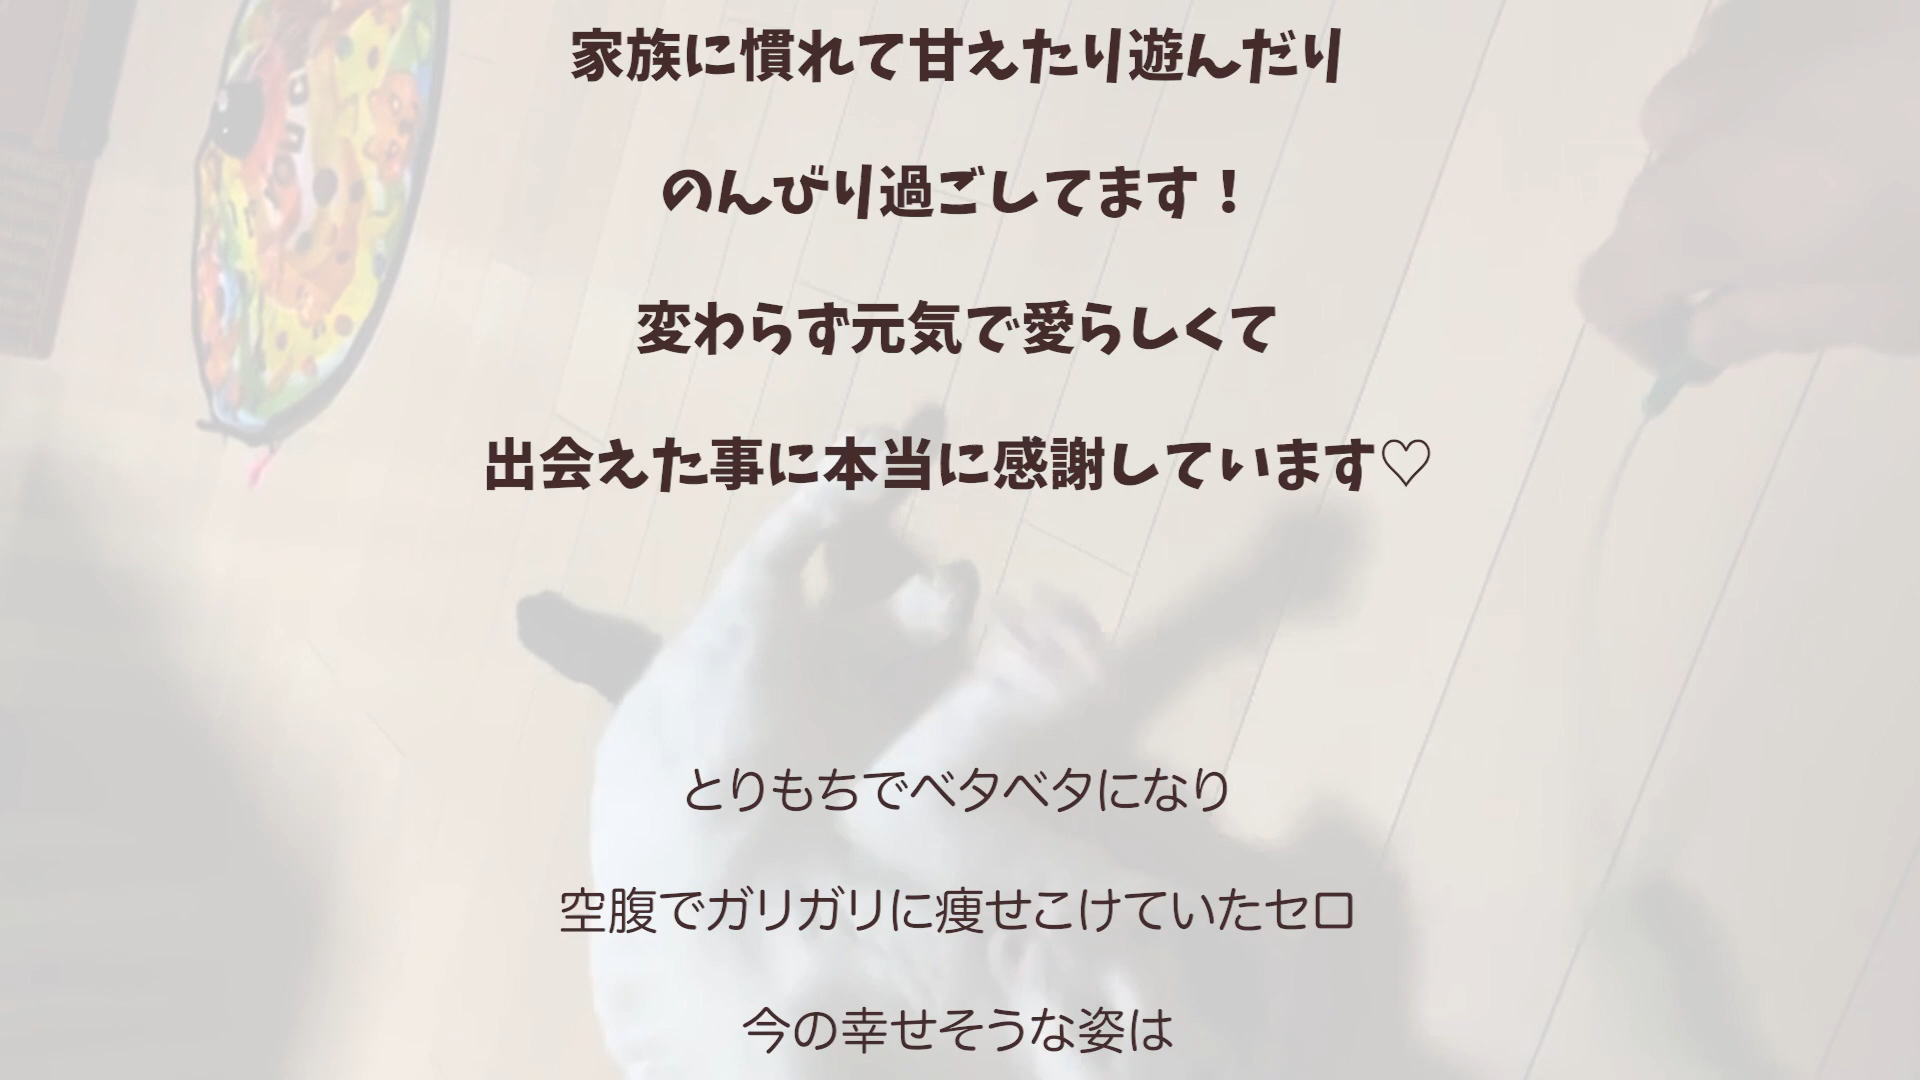 家族に慣れて甘えたり遊んだり
のんびり過ごしてます！
変わらず元気で愛らしくて
出会えた事に本当に感謝しています♡
とりもちでベタベタになり
空腹でガリガリに痩せこけていたセロ
今の幸せそうな姿は